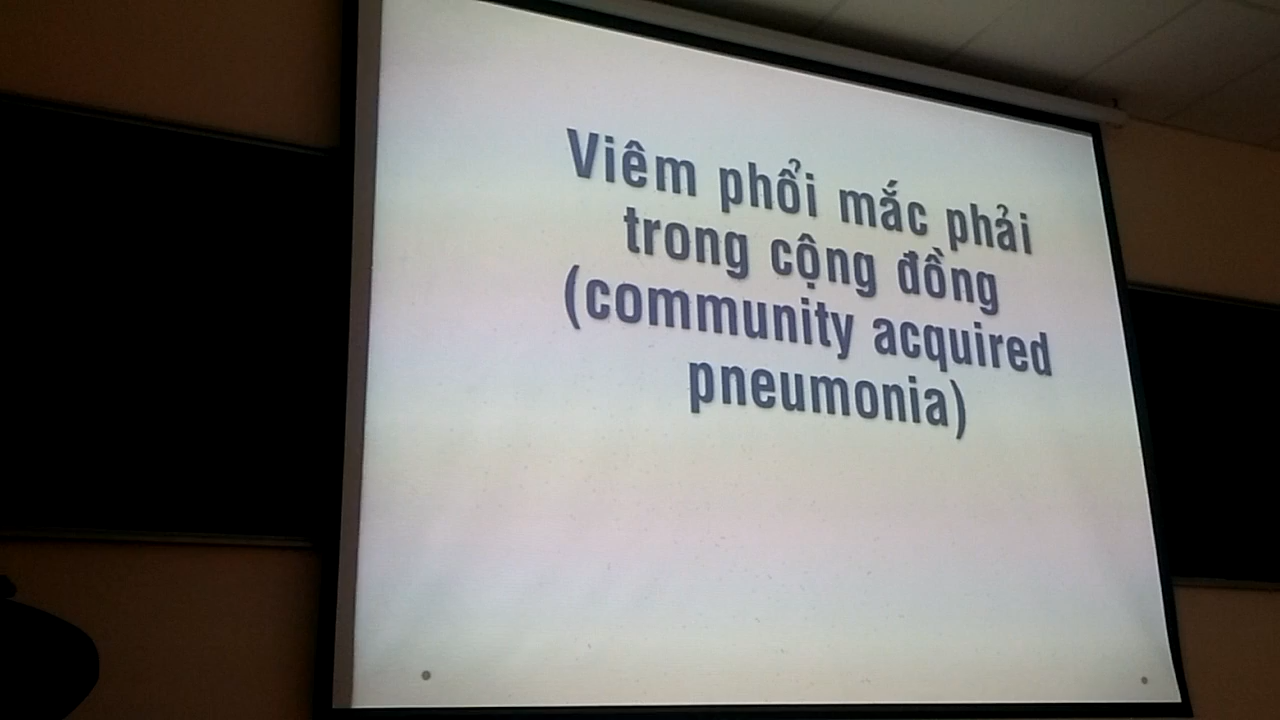 Viêm phổi mắc phải
trong cộng đồng
(community acquired
pneumonia)